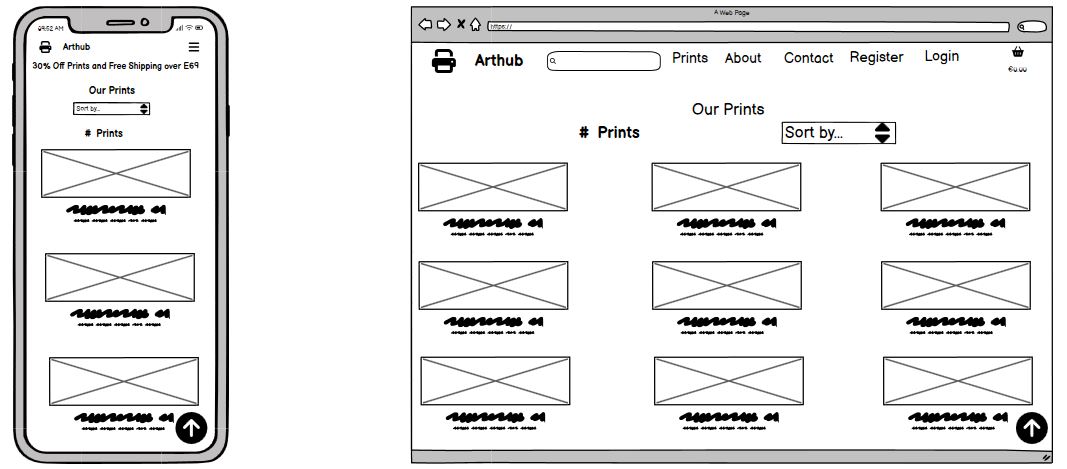 09:52 AM
Arthub
30% Off Prints and Free Shipping over E69
Our Prints
Sort by...
# Prints
A Web Page
https://
Arthub
Prints
About
Contact
Register
Login
€0.00
Our Prints
# Prints
Sort by...